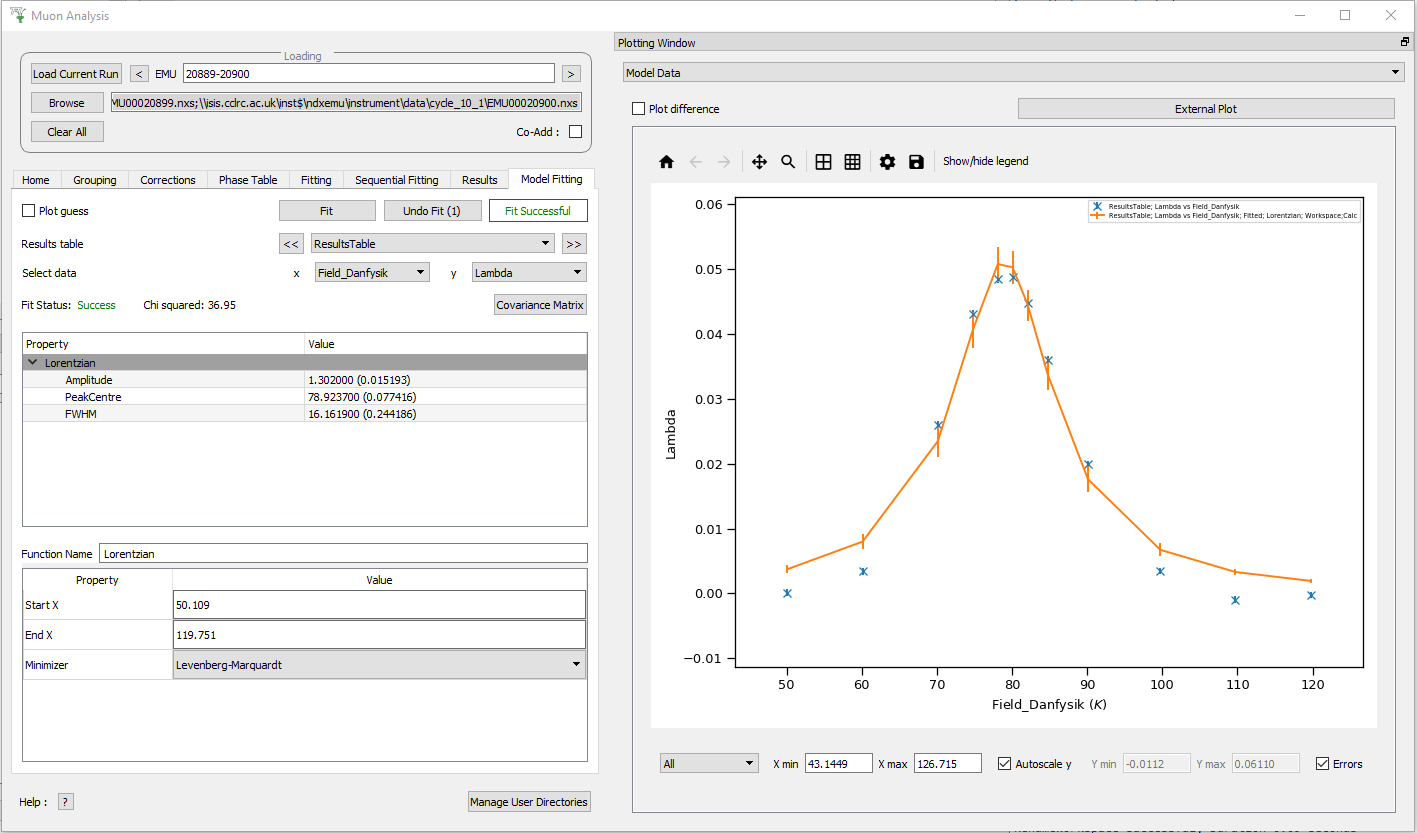 Muon Analysis
Loading
Load Current Run < EMU 20889-20900 >
Browse MU00020899.nxs;\\isis.cclrc.ac.uk\inst$\ndxemu\instrument\data\cycle_10_1\EMU00020900.nxs
Clear All Co-Add :
Home Grouping Corrections Phase Table Fitting Sequential Fitting Results Model Fitting
Plot guess Fit Undo Fit (1) Fit Successful
Results table << ResultsTable >>
Select data x Field_Danfysik y Lambda
Fit Status: Success Chi squared: 36.95 Covariance Matrix
Property Value
Lorentzian
Amplitude 1.302000 (0.015193)
PeakCentre 78.923700 (0.077416)
FWHM 16.161900 (0.244186)
Function Name Lorentzian
Property Value
Start X 50.109
End X 119.751
Minimizer Levenberg-Marquardt
Help : ? Manage User Directories
Plotting Window
Model Data
Plot difference External Plot
Show/hide legend
ResultsTable; Lambda vs Field_Danfysik
ResultsTable; Lambda vs Field_Danfysik; Fitted; Lorentzian; Workspace;Calc
0.06
0.05
0.04
0.03
0.02
0.01
0.00
−0.01
Lambda
50 60 70 80 90 100 110 120
Field_Danfysik (K)
All X min 43.1449 X max 126.715 Autoscale y Y min -0.0112 Y max 0.06110 Errors